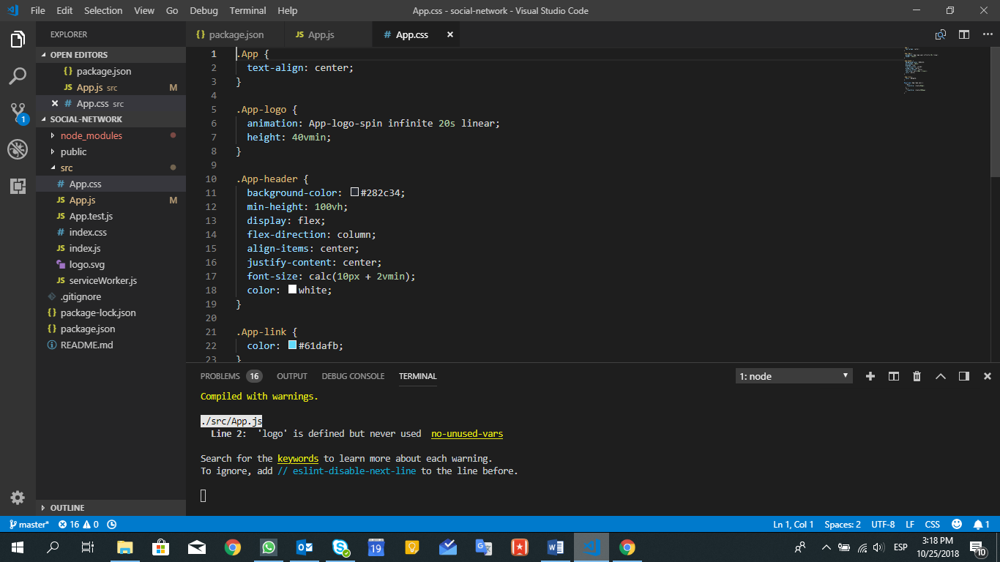 File Edit Selection View Go Debug Terminal Help
App.css - social-network - Visual Studio Code
EXPLORER
OPEN EDITORS
{} package.json
JS App.js src M
# App.css src
SOCIAL-NETWORK
node_modules
public
src
# App.css
JS App.js M
JS App.test.js
# index.css
JS index.js
logo.svg
JS serviceWorker.js
.gitignore
{} package-lock.json
{} package.json
README.md
OUTLINE
1
{} package.json
JS App.js
# App.css
1 .App {
2 text-align: center;
3 }
4
5 .App-logo {
6 animation: App-logo-spin infinite 20s linear;
7 height: 40vmin;
8 }
9
10 .App-header {
11 background-color: #282c34;
12 min-height: 100vh;
13 display: flex;
14 flex-direction: column;
15 align-items: center;
16 justify-content: center;
17 font-size: calc(10px + 2vmin);
18 color: white;
19 }
20
21 .App-link {
22 color: #61dafb;
23 }
PROBLEMS 16 OUTPUT DEBUG CONSOLE TERMINAL
1: node
Compiled with warnings.
./src/App.js
Line 2: 'logo' is defined but never used no-unused-vars
Search for the keywords to learn more about each warning.
To ignore, add // eslint-disable-next-line to the line before.
master* 16 0
Ln 1, Col 1 Spaces: 2 UTF-8 LF CSS 1
19
ESP
3:18 PM
10/25/2018
10